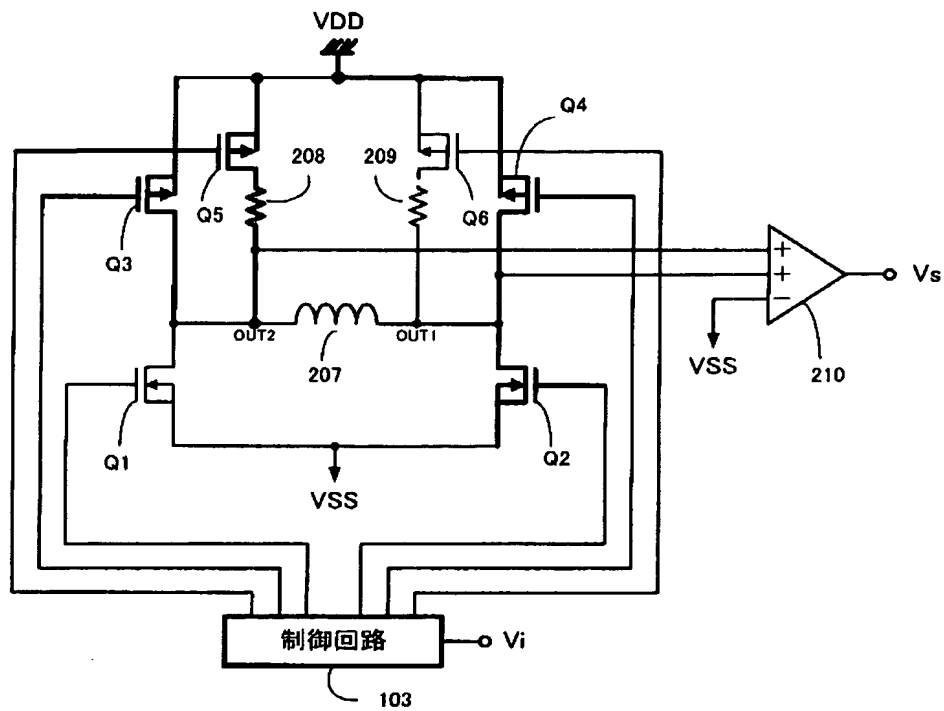 VDD
Q4
208
209
Q5
Q6
Q3
+
+
−
Vs
OUT2
OUT1
207
VSS
210
Q1
Q2
VSS
制御回路
Vi
103